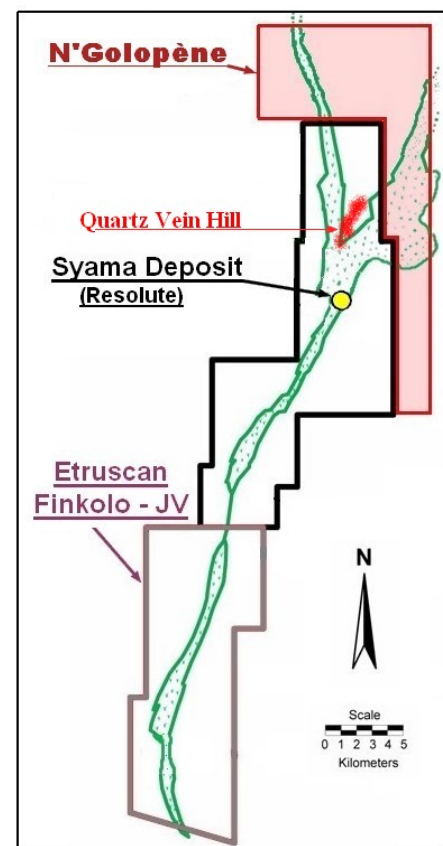 N'Golopène
Quartz Vein Hill
Syama Deposit
(Resolute)
Etruscan
Finkolo - JV
N
Scale
0 1 2 3 4 5
Kilometers